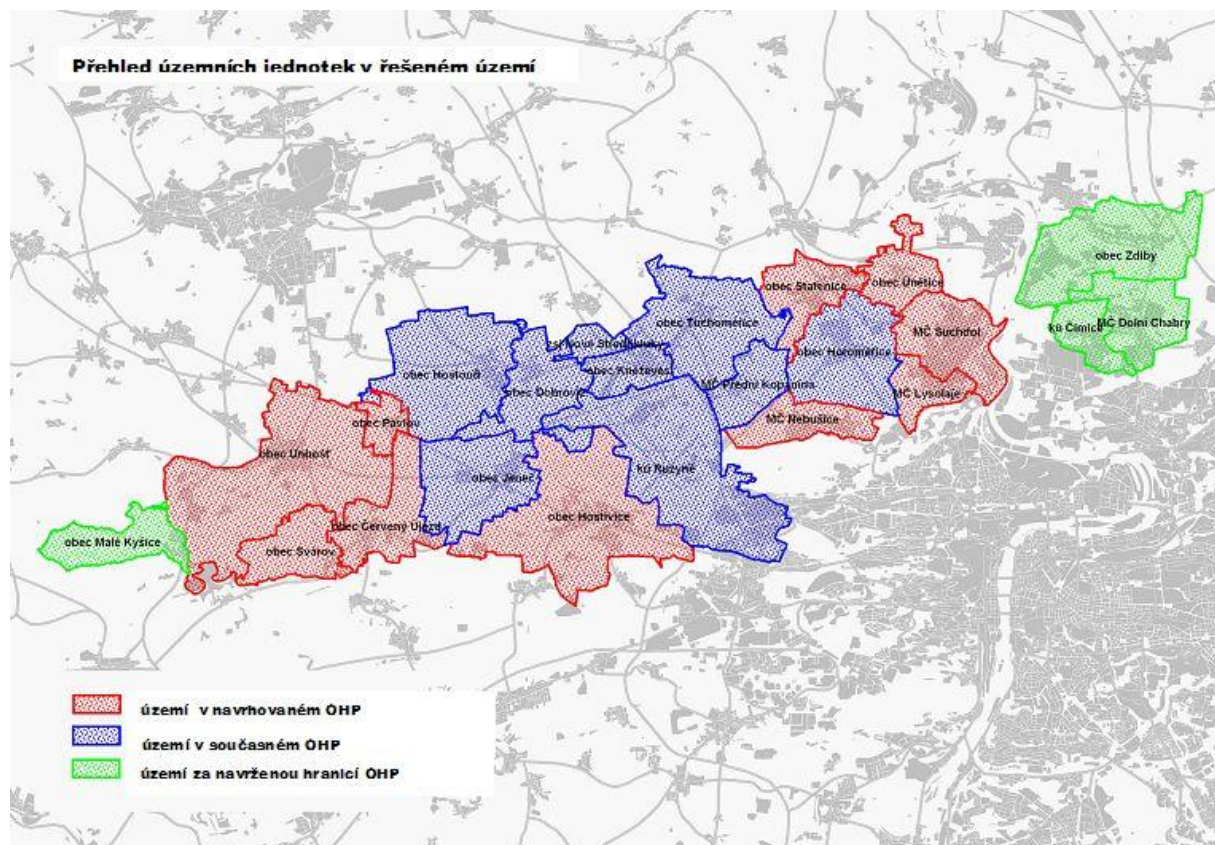 Přehled územních jednotek v řešeném území
obec Zdiby
obec Statenice
obec Únětice
kú Čimice
MČ Dolní Chabry
obec Tuchoměřice
MČ Suchdol
obec Horoměřice
obec Hostouň
obec Kněževes
MČ Přední Kopanina
obec Dobrovíz
MČ Lysolaje
obec Pavlov
MČ Nebušice
obec Unhošť
obec Jeneč
kú Ruzyně
obec Hostivice
obec Červený Újezd
obec Malé Kyšice
obec Svárov
území v navrhovaném OHP
území v současném OHP
území za navrženou hranicí OHP